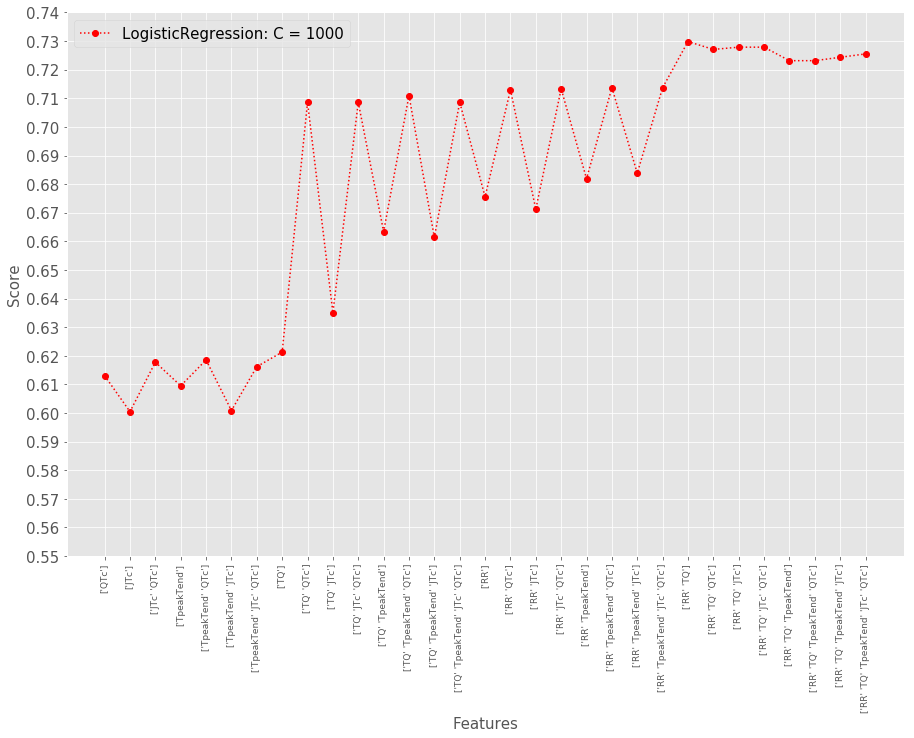 LogisticRegression: C = 1000
Score
0.74
0.73
0.72
0.71
0.70
0.69
0.68
0.67
0.66
0.65
0.64
0.63
0.62
0.61
0.60
0.59
0.58
0.57
0.56
0.55
['QTc']
['JTc']
['JTc' 'QTc']
['TpeakTend']
['TpeakTend' 'QTc']
['TpeakTend' 'JTc']
['TpeakTend' 'JTc' 'QTc']
['TQ']
['TQ' 'QTc']
['TQ' 'JTc']
['TQ' 'JTc' 'QTc']
['TQ' 'TpeakTend']
['TQ' 'TpeakTend' 'QTc']
['TQ' 'TpeakTend' 'JTc']
['TQ' 'TpeakTend' 'JTc' 'QTc']
['RR']
['RR' 'QTc']
['RR' 'JTc']
['RR' 'JTc' 'QTc']
['RR' 'TpeakTend']
['RR' 'TpeakTend' 'QTc']
['RR' 'TpeakTend' 'JTc']
['RR' 'TpeakTend' 'JTc' 'QTc']
['RR' 'TQ']
['RR' 'TQ' 'QTc']
['RR' 'TQ' 'JTc']
['RR' 'TQ' 'JTc' 'QTc']
['RR' 'TQ' 'TpeakTend']
['RR' 'TQ' 'TpeakTend' 'QTc']
['RR' 'TQ' 'TpeakTend' 'JTc']
['RR' 'TQ' 'TpeakTend' 'JTc' 'QTc']
Features